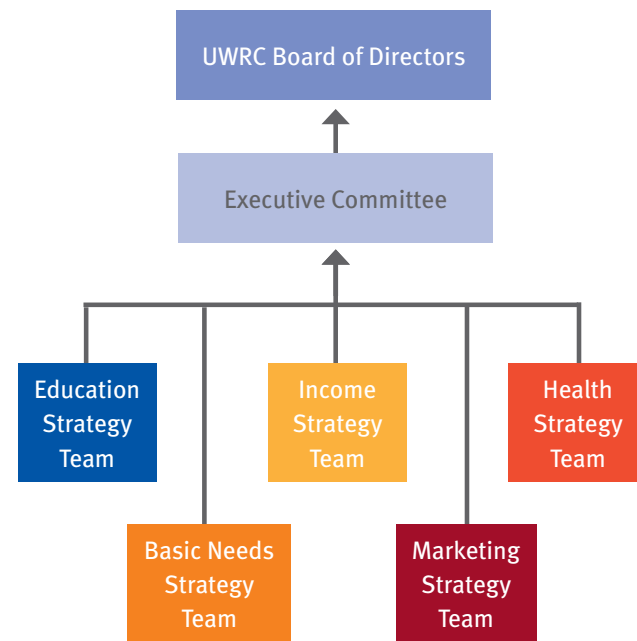 UWRC Board of Directors
Executive Committee
Education
Strategy
Team
Income
Strategy
Team
Health
Strategy
Team
Basic Needs
Strategy
Team
Marketing
Strategy
Team